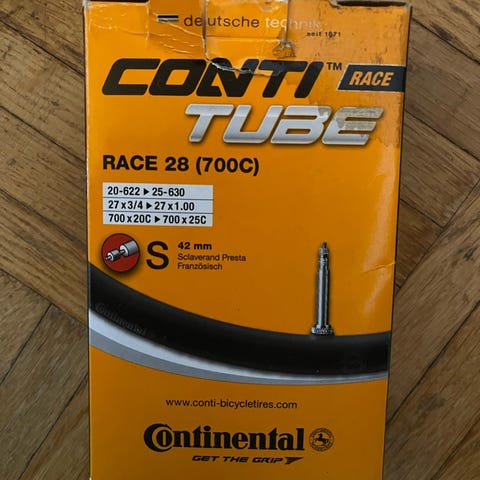 deutsche technik
seit 1871
CONTI™ RACE
TUBE
RACE 28 (700C)
20-622 ▶ 25-630
27 x 3/4 ▶ 27 x 1.00
700 x 20C ▶ 700 x 25C
S 42 mm
Sclaverand Presta
Französisch
Continental
www.conti-bicycletires.com
Continental
GET THE GRIP